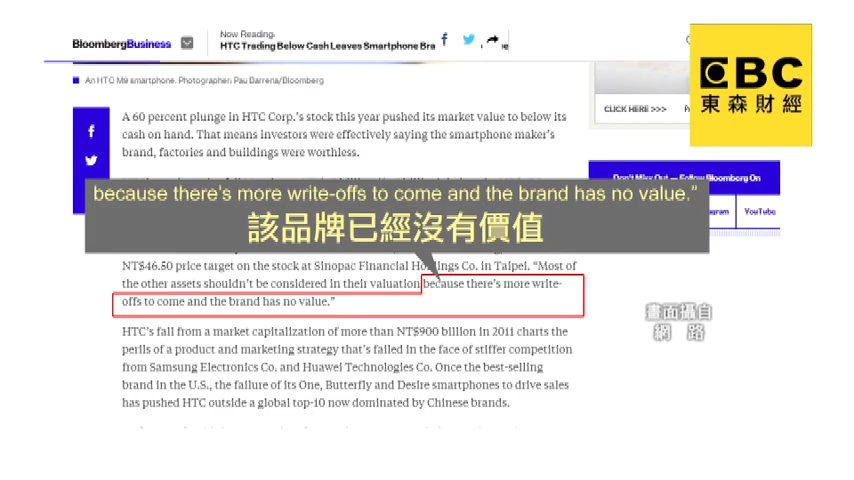 BloombergBusiness
Now Reading:
HTC Trading Below Cash Leaves Smartphone Bra
EBC
東森財經
An HTC M9 smartphone. Photographer: Pau Barrena/Bloomberg
CLICK HERE >>>
A 60 percent plunge in HTC Corp.'s stock this year pushed its market value to below its
cash on hand. That means investors were effectively saying the smartphone maker's
brand, factories and buildings were worthless.
Don't Miss Out — Follow Bloomberg On
YouTube
because there's more write-offs to come and the brand has no value."
該品牌已經沒有價值
NT$46.50 price target on the stock at Sinopac Financial Holdings Co. in Taipei. “Most of
the other assets shouldn't be considered in their valuation because there's more write-
offs to come and the brand has no value.”
畫面攝自
網路
HTC's fall from a market capitalization of more than NT$900 billion in 2011 charts the
perils of a product and marketing strategy that's failed in the face of stiffer competition
from Samsung Electronics Co. and Huawei Technologies Co. Once the best-selling
brand in the U.S., the failure of its One, Butterfly and Desire smartphones to drive sales
has pushed HTC outside a global top-10 now dominated by Chinese brands.